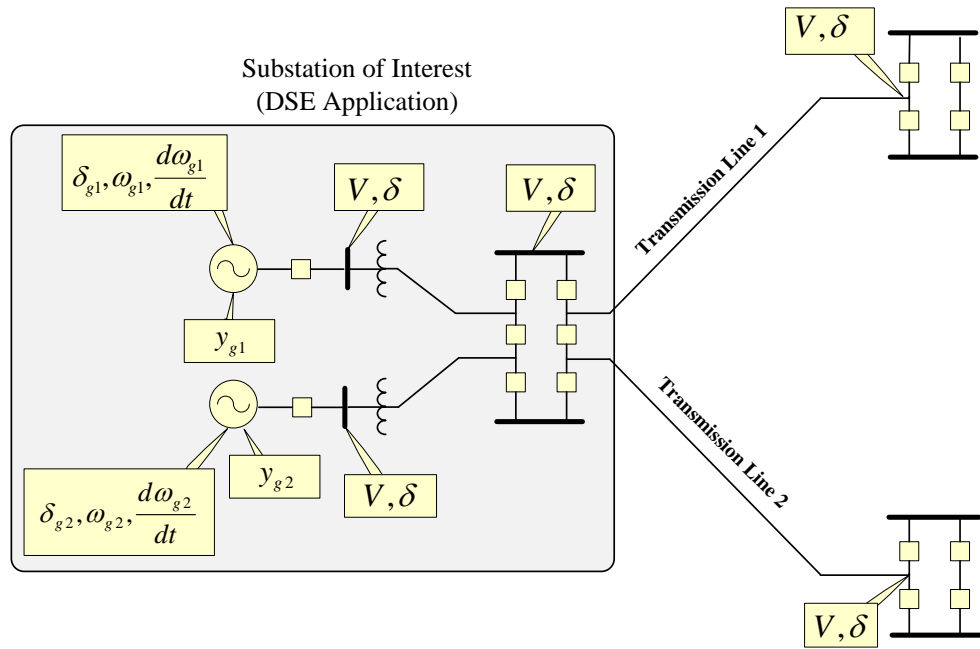 Substation of Interest
(DSE Application)
V, δ
δg1, ωg1, dωg1/dt
V, δ
V, δ
Transmission Line 1
yg1
yg2
Transmission Line 2
δg2, ωg2, dωg2/dt
V, δ
V, δ